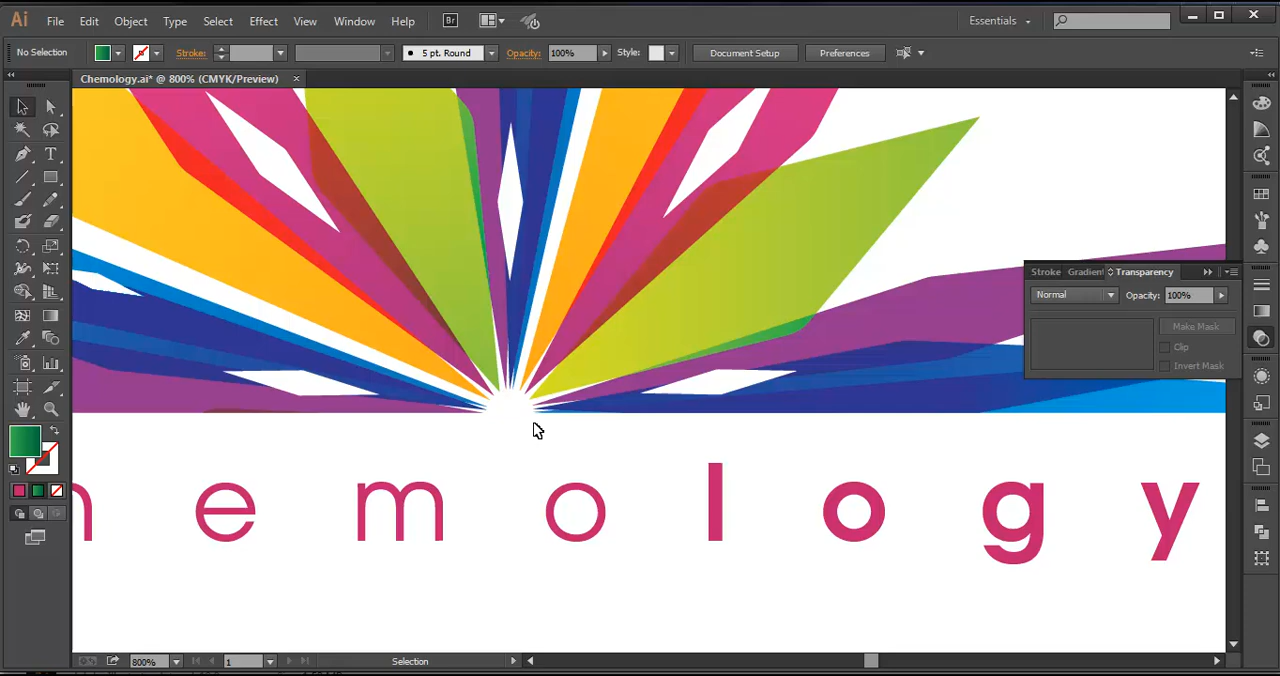 Ai File Edit Object Type Select Effect View Window Help Br Essentials
No Selection Stroke: 5 pt. Round Opacity: 100% Style: Document Setup Preferences
Chemology.ai* @ 800% (CMYK/Preview) ×
Stroke Gradient Transparency
Normal Opacity: 100%
Make Mask
Clip
Invert Mask
hemology
800% 1 Selection